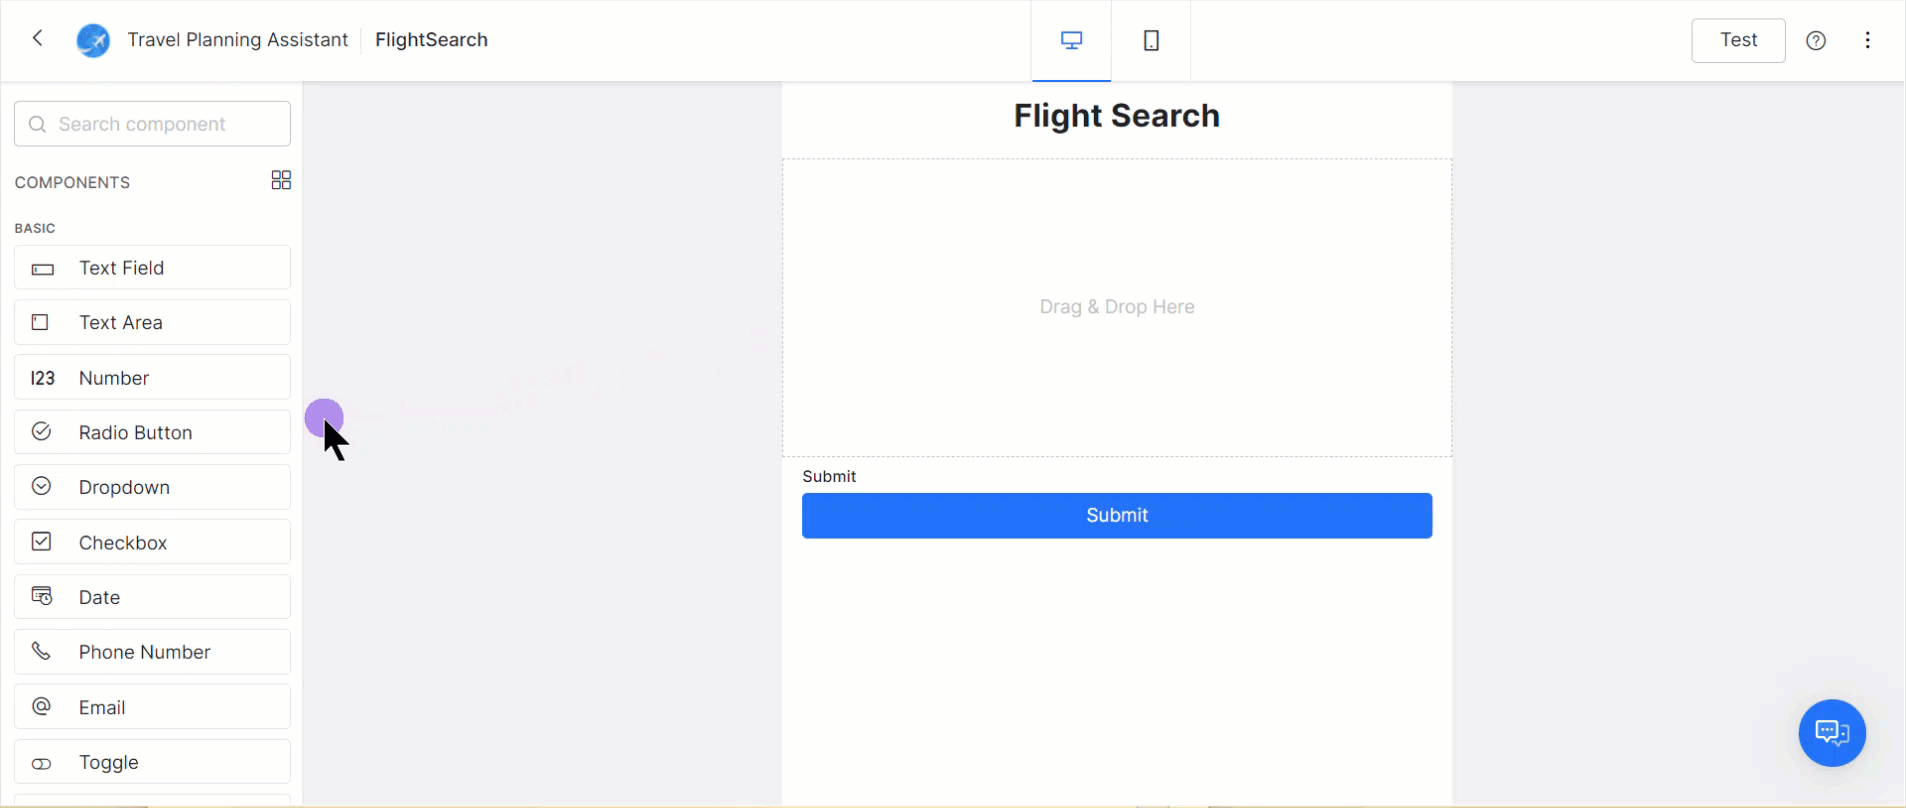 Travel Planning Assistant
FlightSearch
Test
Search component
COMPONENTS
BASIC
Text Field
Text Area
123 Number
Radio Button
Dropdown
Checkbox
Date
Phone Number
Email
Toggle
Flight Search
Drag & Drop Here
Submit
Submit